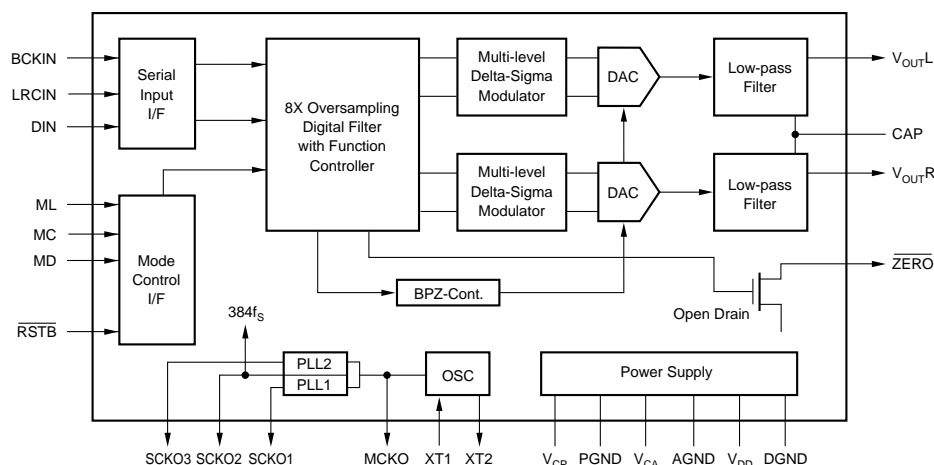 BCKIN
LRCIN
DIN
Serial
Input
I/F
8X Oversampling
Digital Filter
with Function
Controller
Multi-level
Delta-Sigma
Modulator
DAC
Low-pass
Filter
VOUTL
CAP
Multi-level
Delta-Sigma
Modulator
DAC
Low-pass
Filter
VOUTR
ML
MC
MD
RSTB
Mode
Control
I/F
BPZ-Cont.
Open Drain
ZERO
384fS
PLL2
PLL1
OSC
Power Supply
SCKO3
SCKO2
SCKO1
MCKO
XT1
XT2
VCP
PGND
VCA
AGND
VDD
DGND